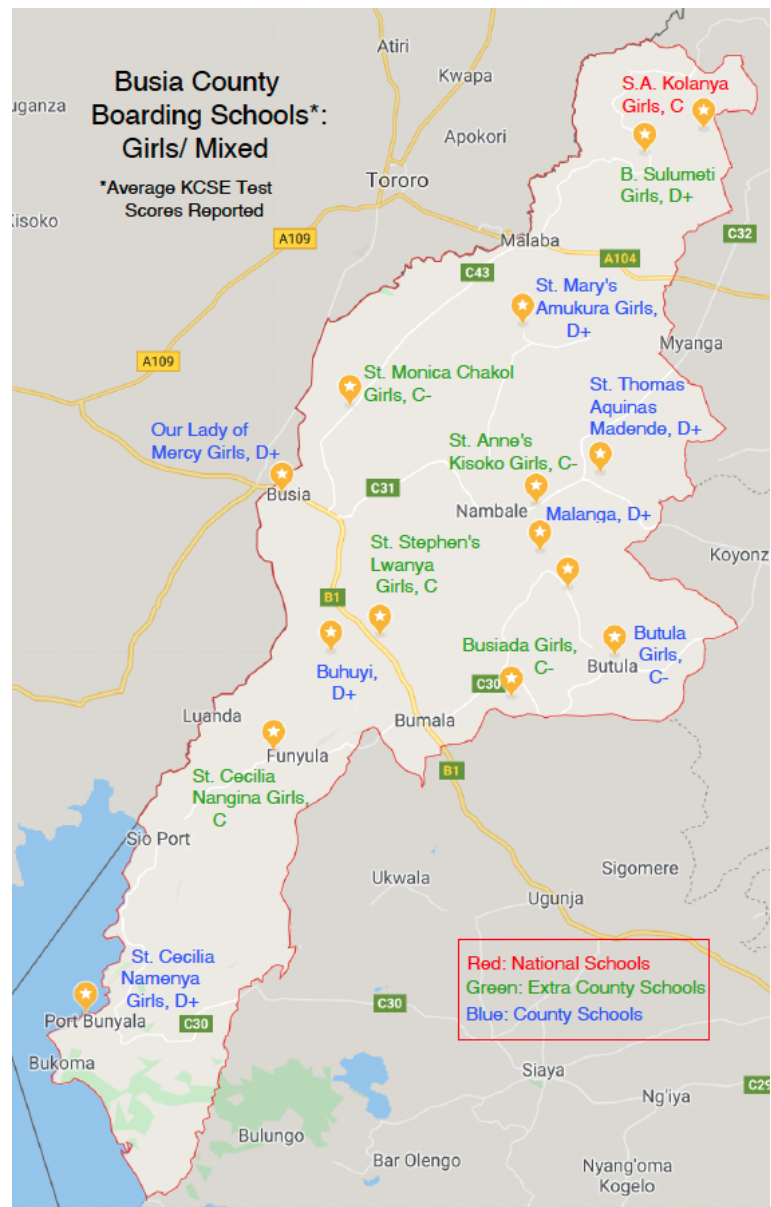 Busia County
Boarding Schools*:
Girls/ Mixed
*Average KCSE Test
Scores Reported
Atiri
Kwapa
uganza
Apokori
Tororo
Kisoko
A109
Malaba
S.A. Kolanya
Girls, C
B. Sulumeti
Girls, D+
C32
A104
C43
St. Mary's
Amukura Girls,
D+
Myanga
A109
St. Monica Chakol
Girls, C-
St. Thomas
Aquinas
Madende, D+
Our Lady of
Mercy Girls, D+
Busia
St. Anne's
Kisoko Girls, C-
C31
Nambale
Malanga, D+
Koyonz
St. Stephen's
Lwanya
Girls, C
B1
Buhuyi,
D+
Busiada Girls,
C-
C30
Butula
Girls,
C-
Butula
Luanda
Bumala
Funyula
B1
St. Cecilia
Nangina Girls,
C
Sio Port
Ukwala
Sigomere
Ugunja
St. Cecilia
Namenya
Girls, D+
Port Bunyala
C30
C30
Red: National Schools
Green: Extra County Schools
Blue: County Schools
Bukoma
Siaya
C29
Ng'iya
Bulungo
Bar Olengo
Nyang'oma
Kogelo